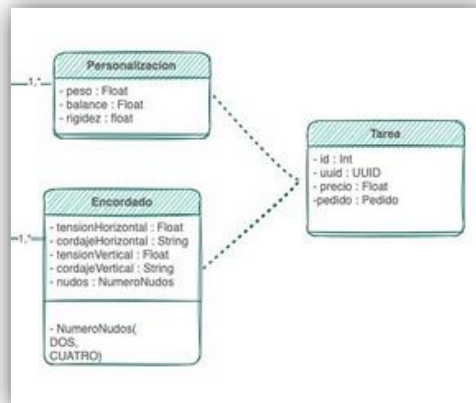 1,*
Personalizacion
- peso : Float
- balance : Float
- rigidez : float
Tarea
- id : Int
- uuid : UUID
- precio : Float
-pedido : Pedido
1,*
Encordado
- tensionHorizontal : Float
- cordajeHorizontal : String
- tensionVertical : Float
- cordajeVertical : String
- nudos : NumeroNudos
- NumeroNudos(
DOS,
CUATRO)